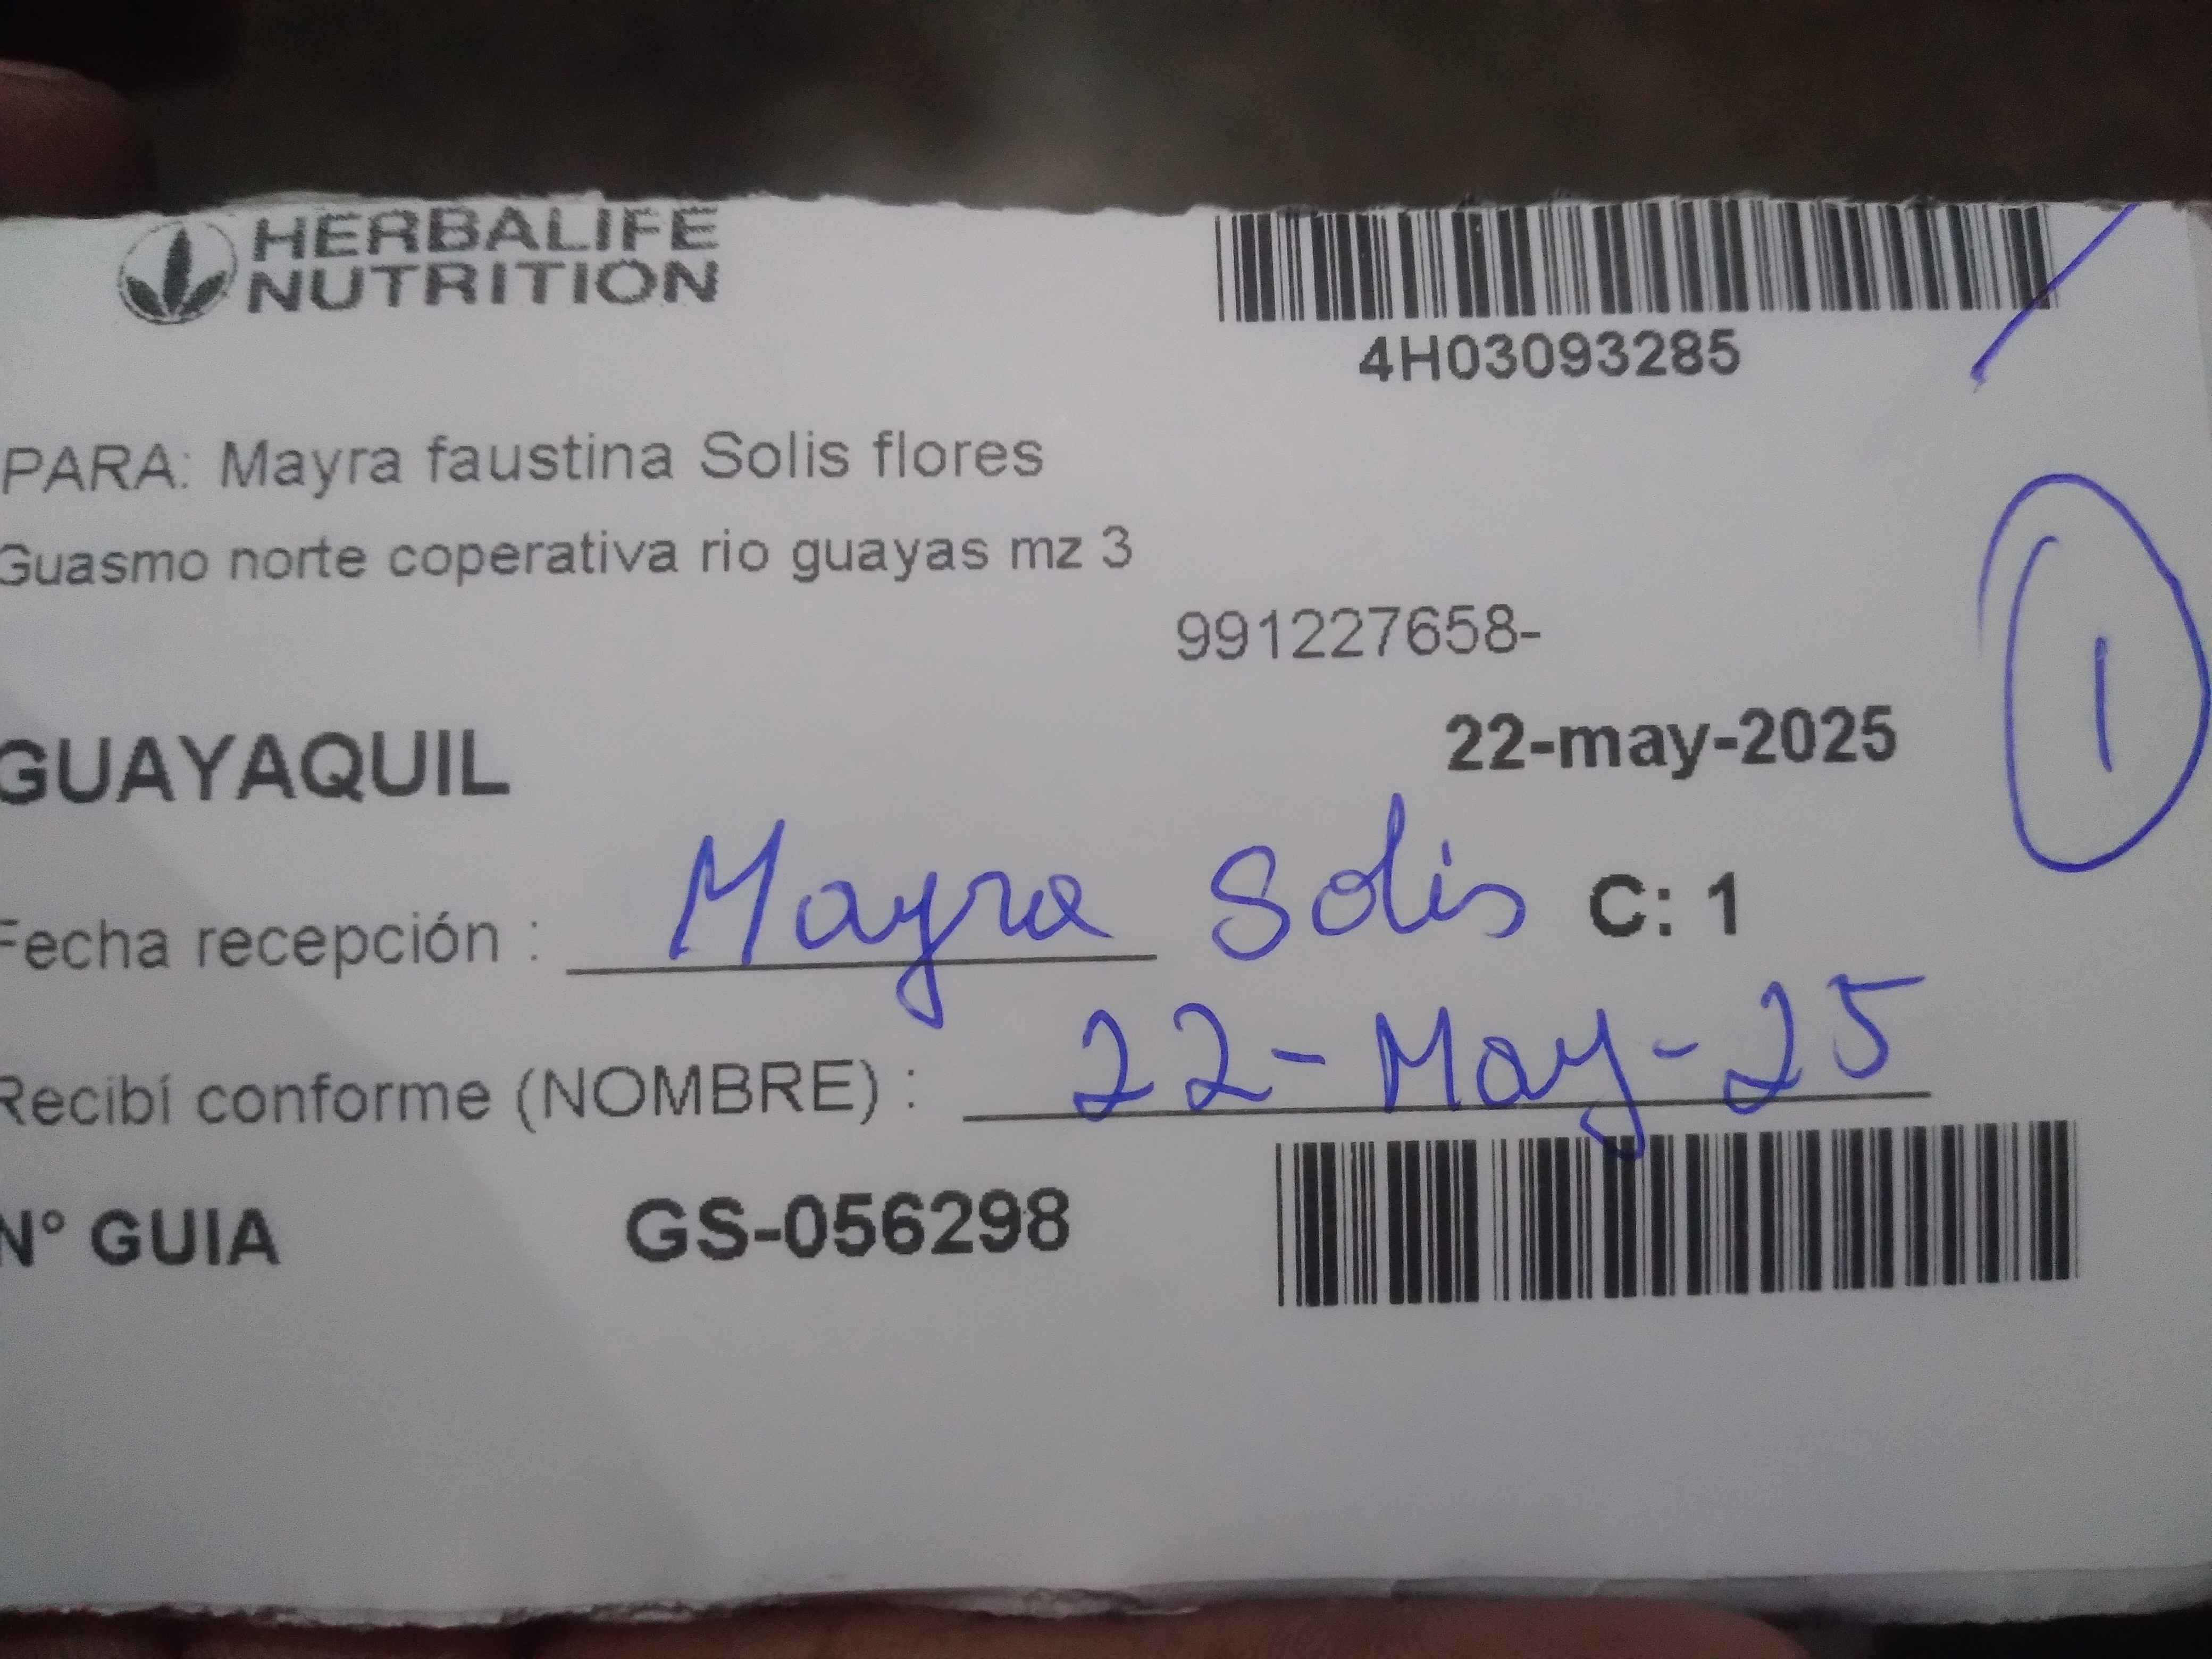 HERBALIFE
NUTRITION
4H03093285
PARA: Mayra faustina Solis flores
Guasmo norte coperativa rio guayas mz 3
991227658-
GUAYAQUIL
22-may-2025
1
Fecha recepción : Mayra Solis C: 1
Recibí conforme (NOMBRE) : 22-May-25
N° GUIA GS-056298